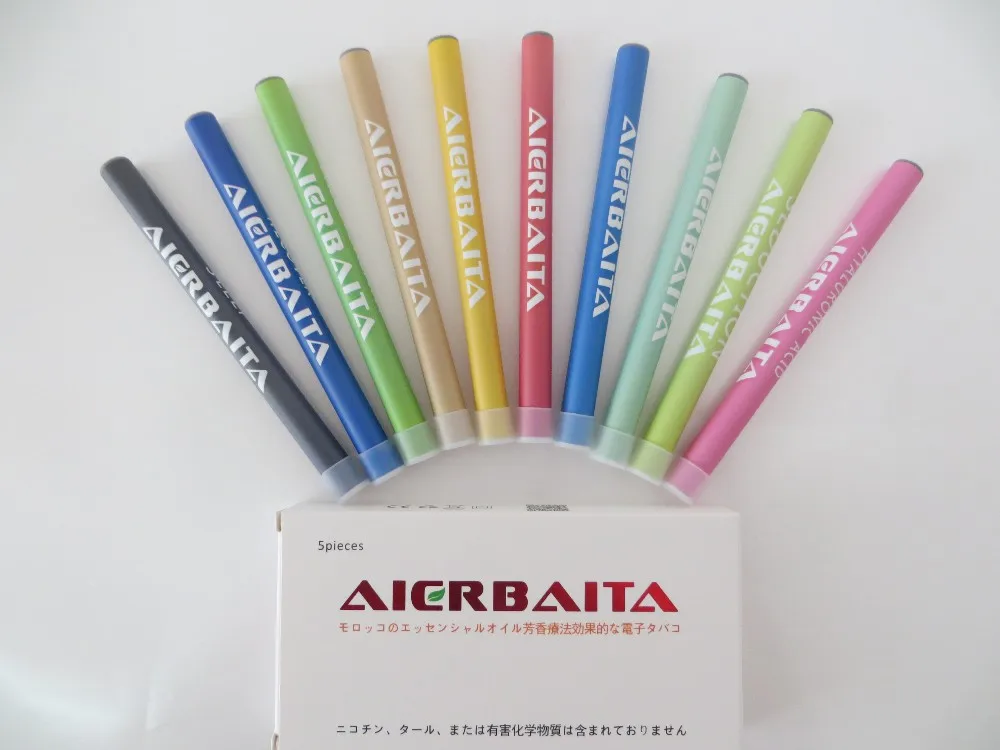 AIERBAITA
AIERBAITA
AIERBAITA
AIERBAITA
AIERBAITA
AIERBAITA
AIERBAITA
AIERBAITA
AIERBAITA
SEDUCTION
AIERBAITA
HYALURONIC ACID
5pieces
AIERBAITA
モロッコのエッセンシャルオイル芳香療法効果的な電子タバコ
ニコチン、タール、または有害化学物質は含まれておりません